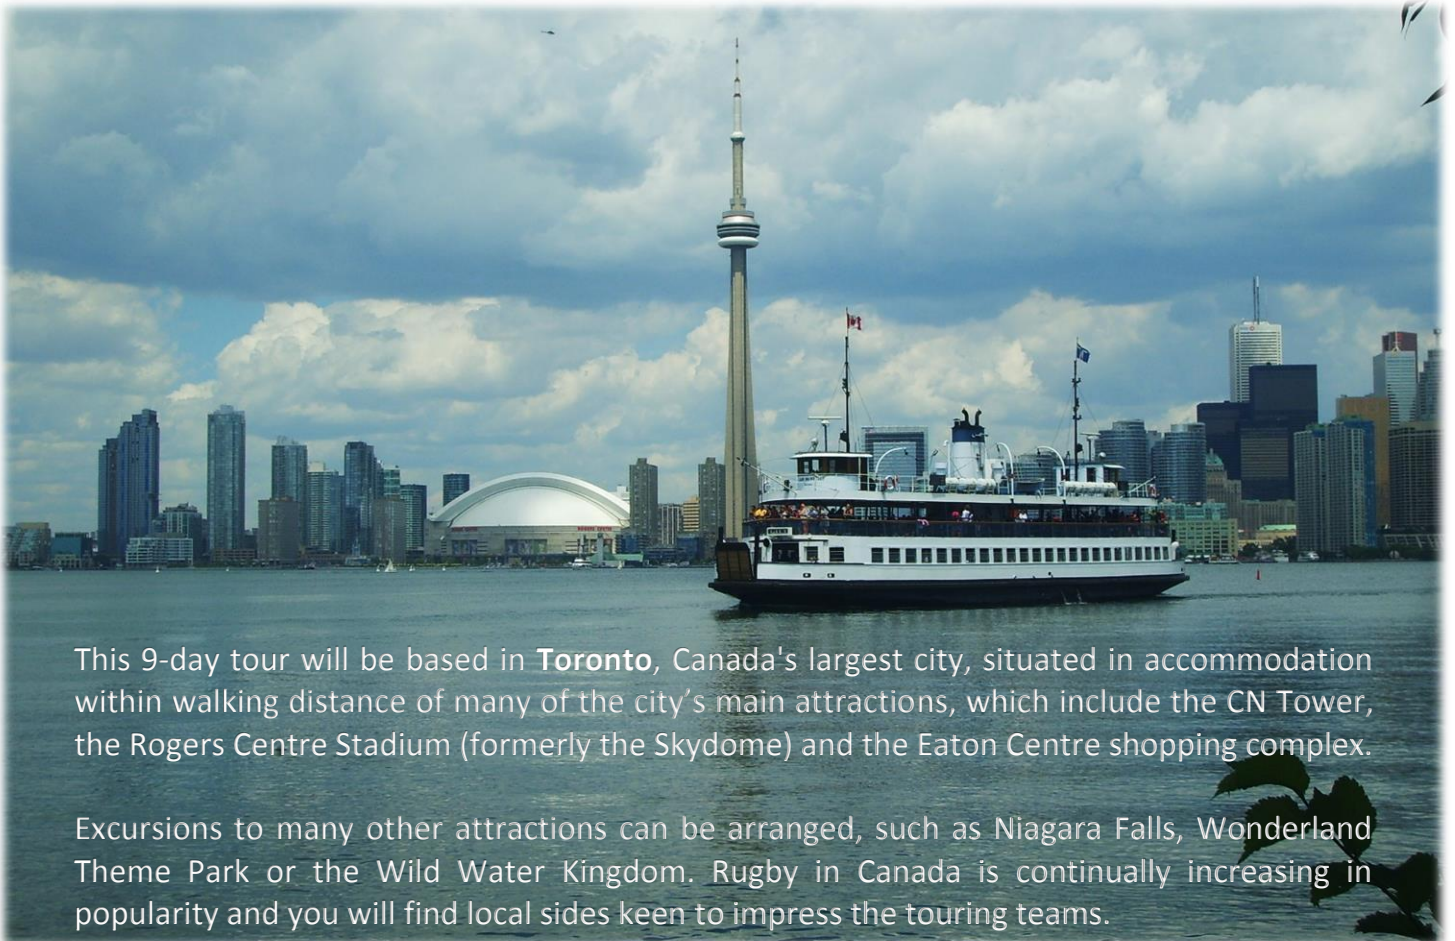 This 9-day tour will be based in Toronto, Canada's largest city, situated in accommodation
within walking distance of many of the city’s main attractions, which include the CN Tower,
the Rogers Centre Stadium (formerly the Skydome) and the Eaton Centre shopping complex.
Excursions to many other attractions can be arranged, such as Niagara Falls, Wonderland
Theme Park or the Wild Water Kingdom. Rugby in Canada is continually increasing in
popularity and you will find local sides keen to impress the touring teams.